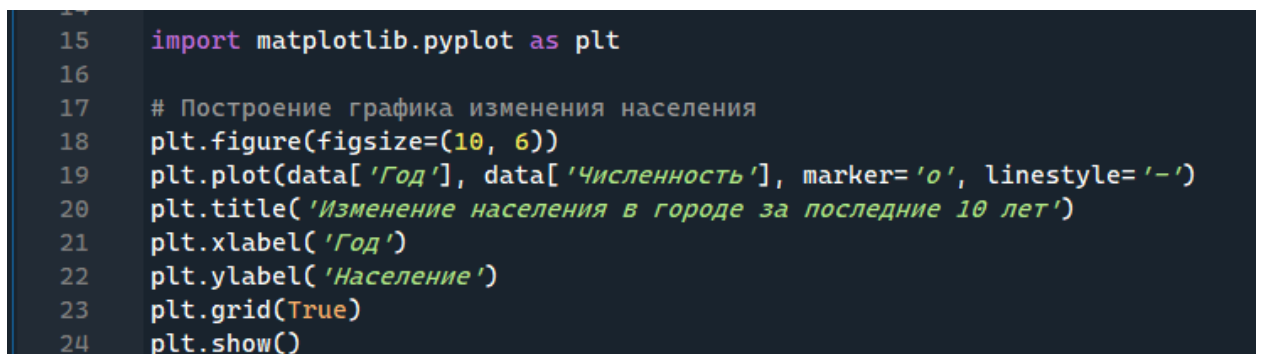 15 import matplotlib.pyplot as plt
16
17 # Построение графика изменения населения
18 plt.figure(figsize=(10, 6))
19 plt.plot(data['Год'], data['Численность'], marker='o', linestyle='-')
20 plt.title('Изменение населения в городе за последние 10 лет')
21 plt.xlabel('Год')
22 plt.ylabel('Население')
23 plt.grid(True)
24 plt.show()